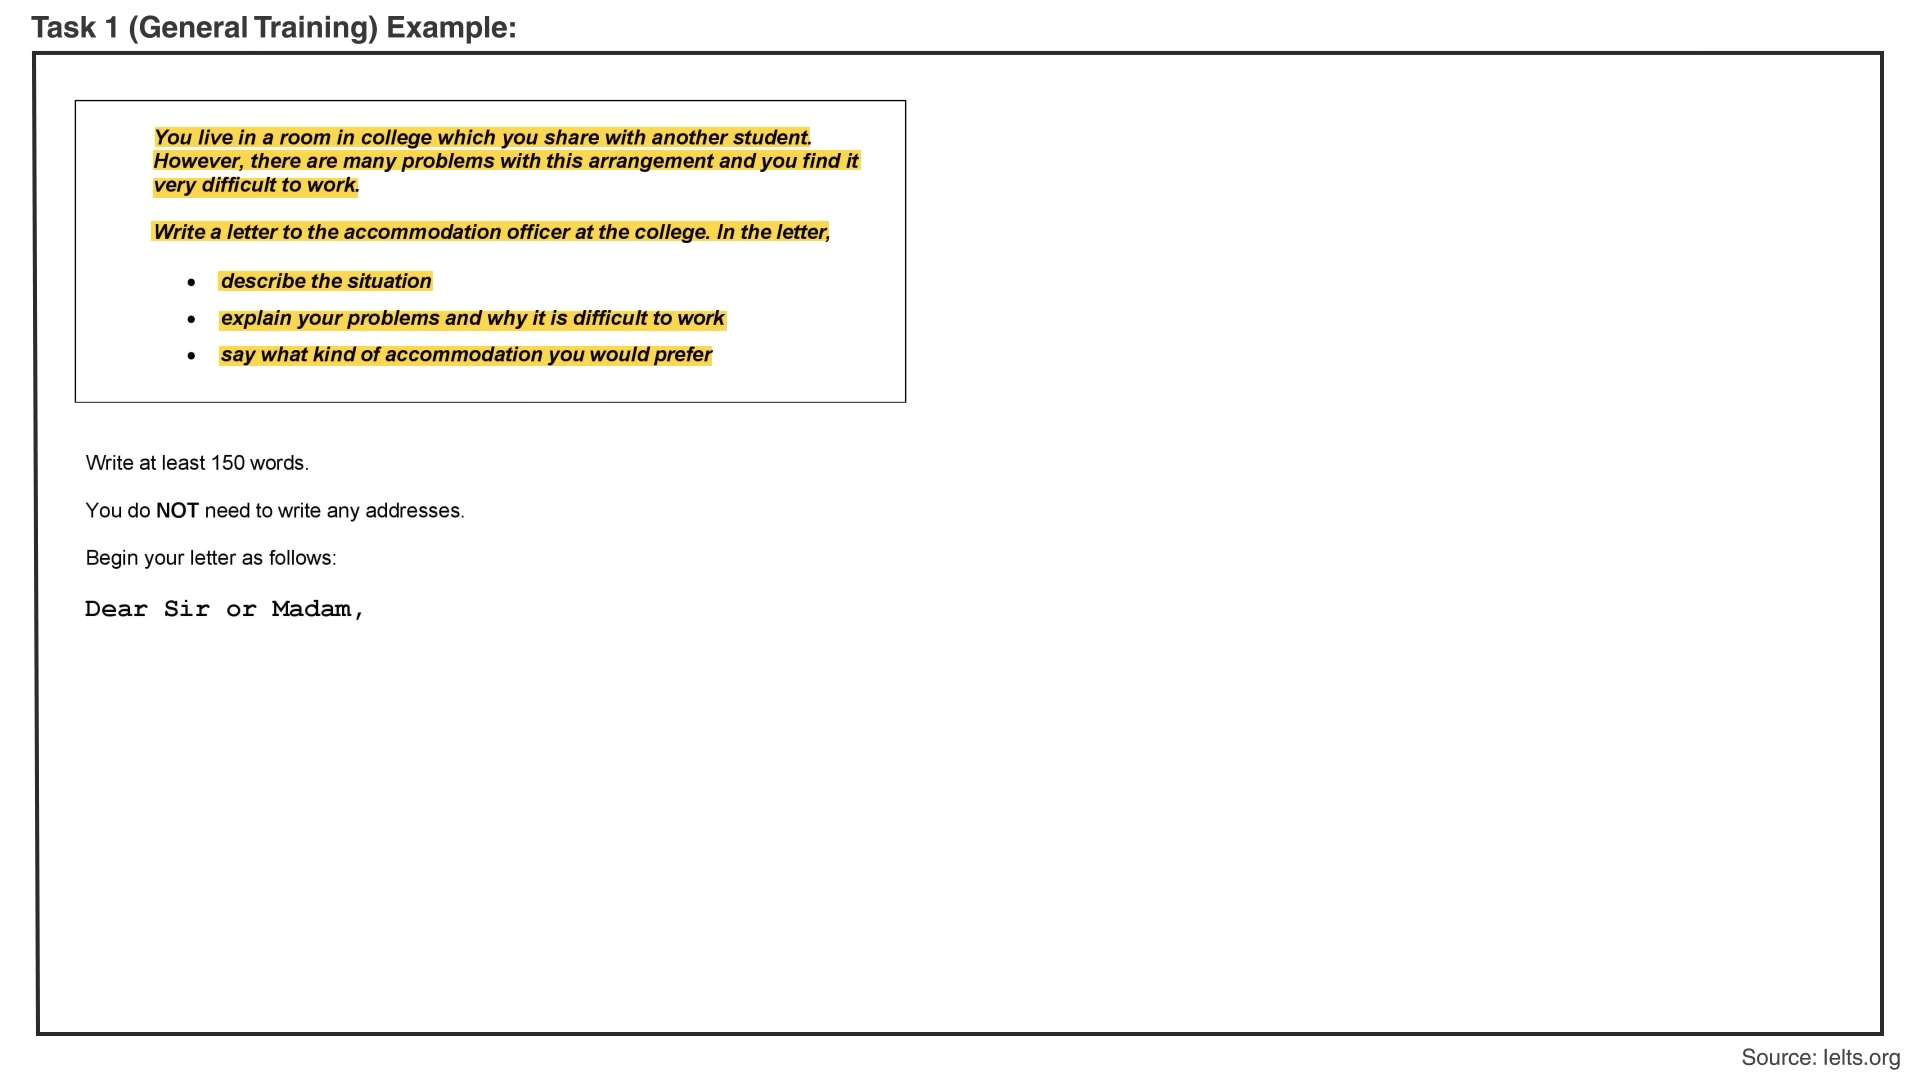 Task 1 (General Training) Example:
You live in a room in college which you share with another student.
However, there are many problems with this arrangement and you find it
very difficult to work.
Write a letter to the accommodation officer at the college. In the letter,
• describe the situation
• explain your problems and why it is difficult to work
• say what kind of accommodation you would prefer
Write at least 150 words.
You do NOT need to write any addresses.
Begin your letter as follows:
Dear Sir or Madam,
Source: Ielts.org